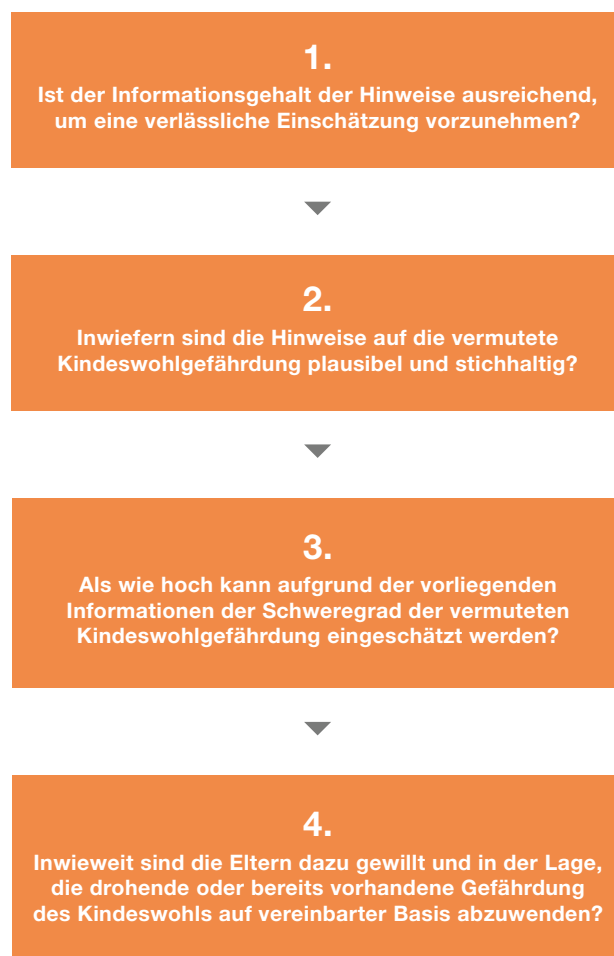 1.
Ist der Informationsgehalt der Hinweise ausreichend,
um eine verlässliche Einschätzung vorzunehmen?
2.
Inwiefern sind die Hinweise auf die vermutete
Kindeswohlgefährdung plausibel und stichhaltig?
3.
Als wie hoch kann aufgrund der vorliegenden
Informationen der Schweregrad der vermuteten
Kindeswohlgefährdung eingeschätzt werden?
4.
Inwieweit sind die Eltern dazu gewillt und in der Lage,
die drohende oder bereits vorhandene Gefährdung
des Kindeswohls auf vereinbarter Basis abzuwenden?